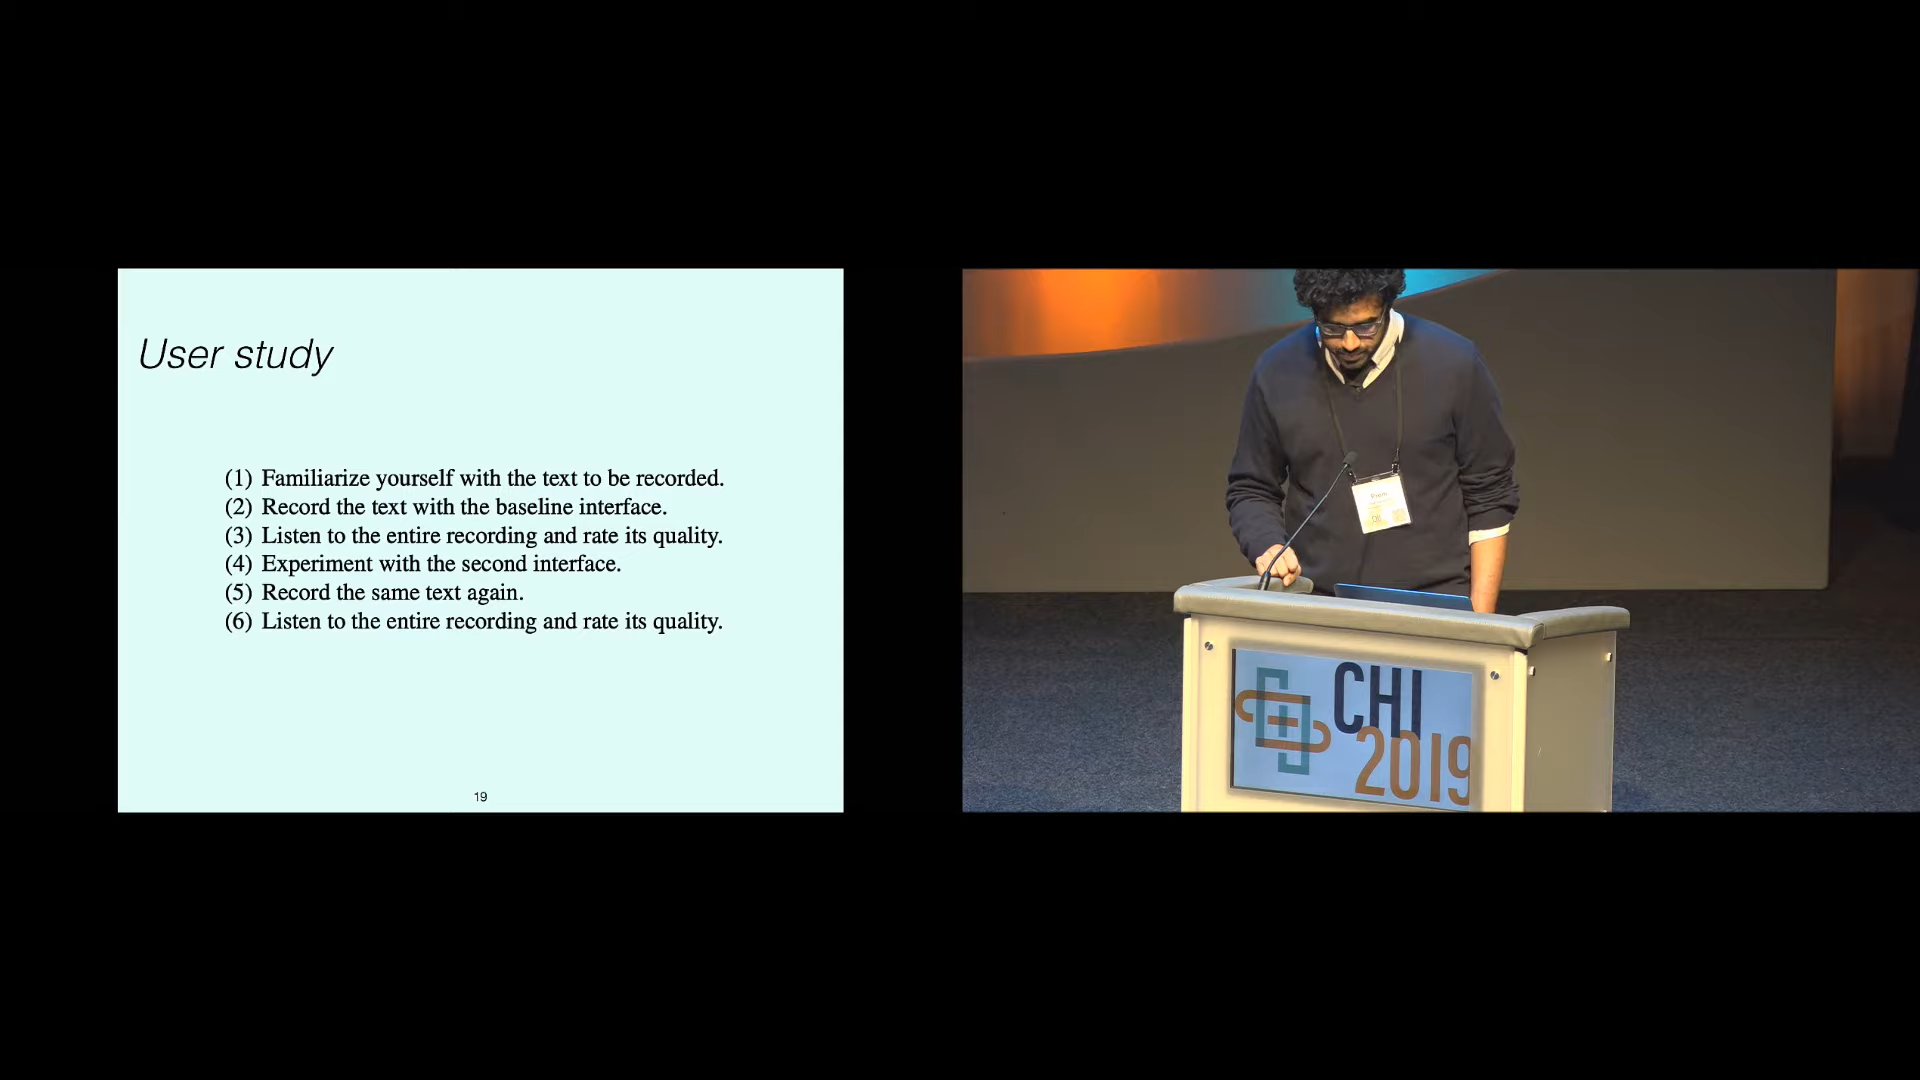 User study
(1) Familiarize yourself with the text to be recorded.
(2) Record the text with the baseline interface.
(3) Listen to the entire recording and rate its quality.
(4) Experiment with the second interface.
(5) Record the same text again.
(6) Listen to the entire recording and rate its quality.
19
CHI
2019